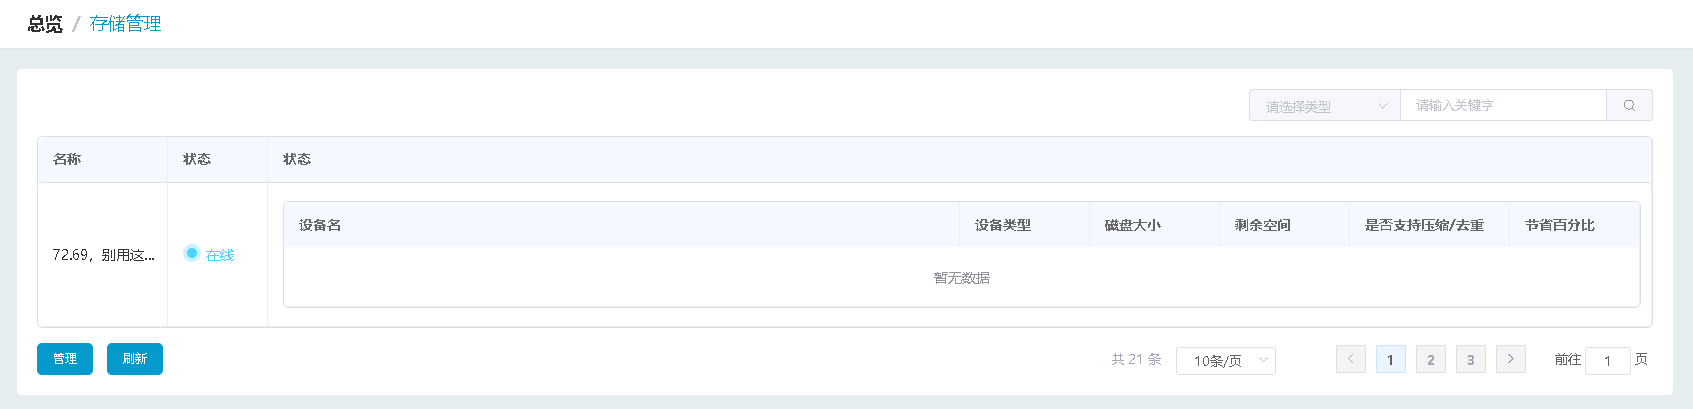 总览 / 存储管理
请选择类型 请输入关键字
名称 状态 状态
设备名 设备类型 磁盘大小 剩余空间 是否支持压缩/去重 节省百分比
72.69，别用这... 在线
暂无数据
管理 刷新 共 21 条 10条/页 1 2 3 前往 1 页